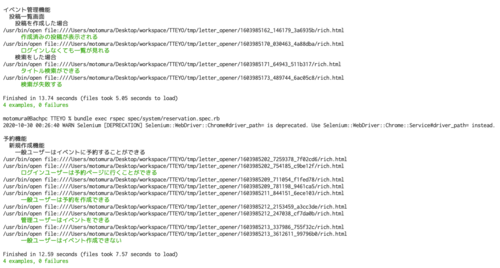 イベント管理機能
投稿一覧画面
投稿を作成した場合
/usr/bin/open file:////Users/motomura/Desktop/workspace/TTEYO/tmp/letter_opener/1603985162_146179_3a6935b/rich.html
作成済みの投稿が表示される
/usr/bin/open file:////Users/motomura/Desktop/workspace/TTEYO/tmp/letter_opener/1603985170_030463_4a88dba/rich.html
ログインしなくても一覧が見れる
検索をした場合
/usr/bin/open file:////Users/motomura/Desktop/workspace/TTEYO/tmp/letter_opener/1603985171_64943_511b317/rich.html
タイトル検索ができる
/usr/bin/open file:////Users/motomura/Desktop/workspace/TTEYO/tmp/letter_opener/1603985173_489744_6ac05c8/rich.html
検索が失敗する
Finished in 13.74 seconds (files took 5.05 seconds to load)
4 examples, 0 failures
motomura@achpc TTEYO % bundle exec rspec spec/system/reservation.spec.rb
2020-10-30 00:26:40 WARN Selenium [DEPRECATION] Selenium::WebDriver::Chrome#driver_path= is deprecated. Use Selenium::WebDriver::Chrome::Service#driver_path= instead.
予約機能
新規作成機能
一般ユーザーはイベントに予約することができる
/usr/bin/open file:////Users/motomura/Desktop/workspace/TTEYO/tmp/letter_opener/1603985202_7259378_7f02cd6/rich.html
/usr/bin/open file:////Users/motomura/Desktop/workspace/TTEYO/tmp/letter_opener/1603985202_754185_c9be12f/rich.html
ログインユーザーは予約ページに行くことができる
/usr/bin/open file:////Users/motomura/Desktop/workspace/TTEYO/tmp/letter_opener/1603985209_711054_f1fed78/rich.html
/usr/bin/open file:////Users/motomura/Desktop/workspace/TTEYO/tmp/letter_opener/1603985209_781198_9461ca5/rich.html
/usr/bin/open file:////Users/motomura/Desktop/workspace/TTEYO/tmp/letter_opener/1603985211_044151_6ece103/rich.html
一般ユーザーは予約を作成できる
/usr/bin/open file:////Users/motomura/Desktop/workspace/TTEYO/tmp/letter_opener/1603985212_2153459_a3cc3de/rich.html
/usr/bin/open file:////Users/motomura/Desktop/workspace/TTEYO/tmp/letter_opener/1603985212_247038_cf7da0b/rich.html
管理ユーザーはイベントをできる
/usr/bin/open file:////Users/motomura/Desktop/workspace/TTEYO/tmp/letter_opener/1603985213_337986_755f32c/rich.html
/usr/bin/open file:////Users/motomura/Desktop/workspace/TTEYO/tmp/letter_opener/1603985213_3612611_99796b0/rich.html
一般ユーザーはイベント作成できない
Finished in 12.59 seconds (files took 7.57 seconds to load)
4 examples, 0 failures